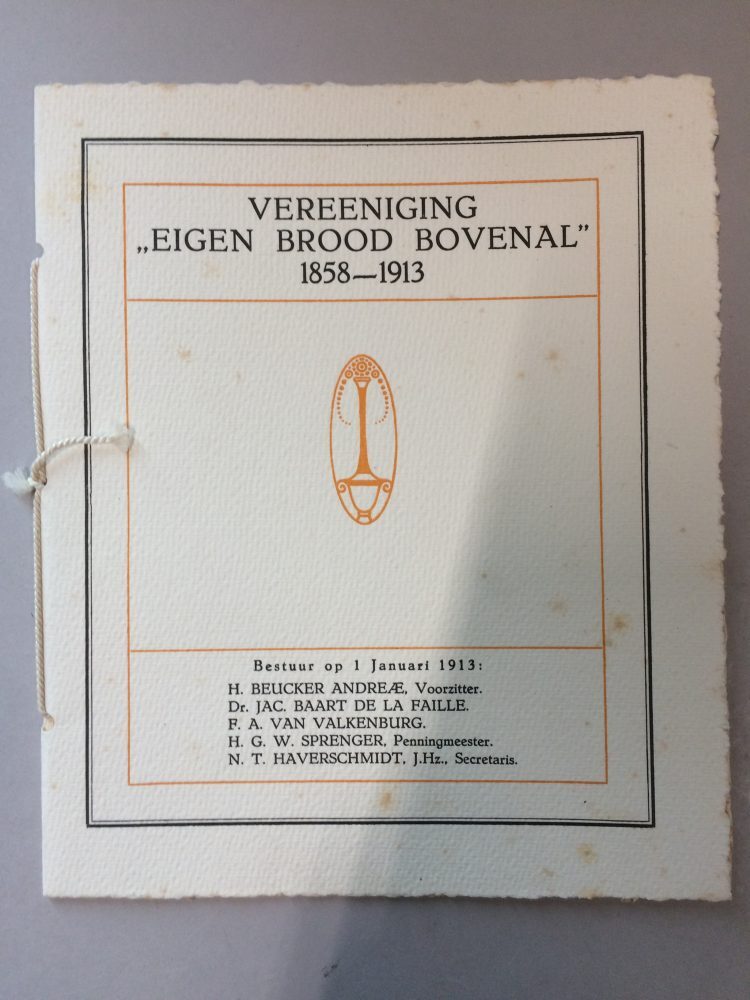 VEREENIGING
„EIGEN BROOD BOVENAL”
1858—1913
Bestuur op 1 Januari 1913:
H. BEUCKER ANDREÆ, Voorzitter.
Dr. JAC. BAART DE LA FAILLE.
F. A. VAN VALKENBURG.
H. G. W. SPRENGER, Penningmeester.
N. T. HAVERSCHMIDT, J.Hz., Secretaris.